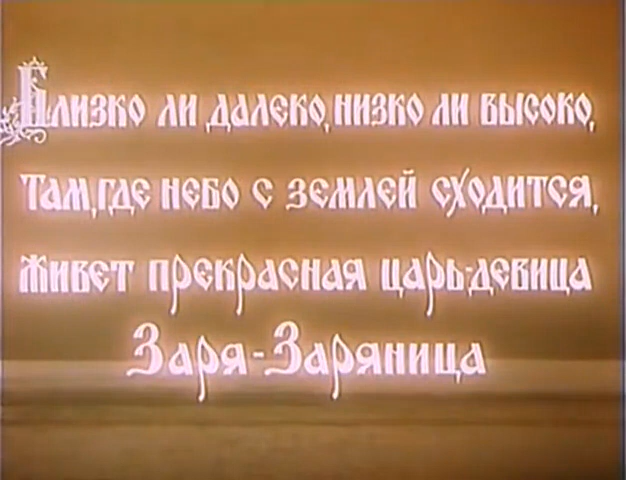 Близко ли далеко, низко ли высоко,
Там, где небо с землей сходится,
живет прекрасная царь-девица
Заря-Заряница